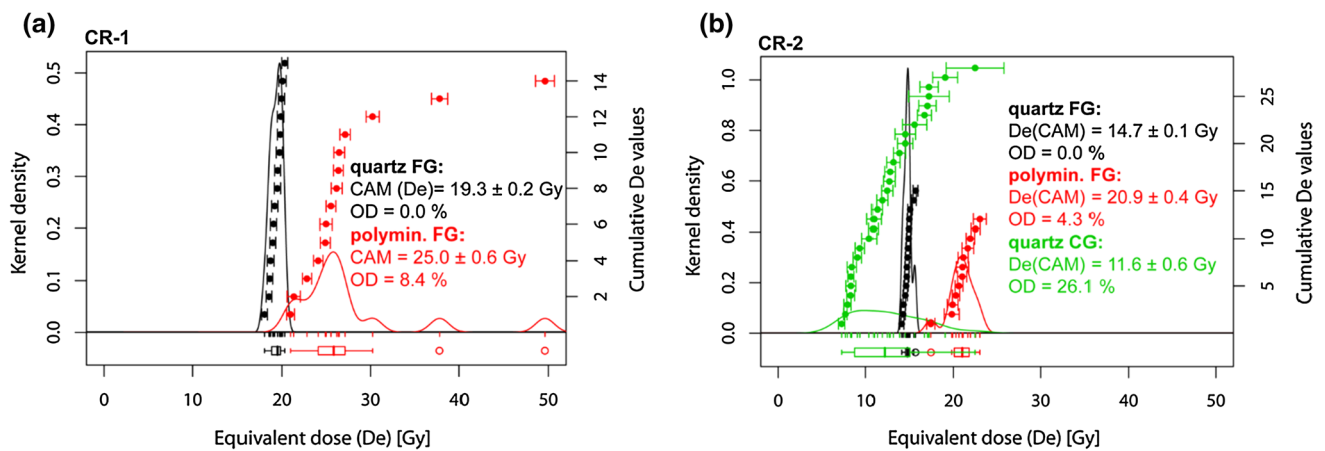 (a)
CR-1
Kernel density
0.0
0.1
0.2
0.3
0.4
0.5
quartz FG:
CAM (De)= 19.3 ± 0.2 Gy
OD = 0.0 %
polymin. FG:
CAM = 25.0 ± 0.6 Gy
OD = 8.4 %
2
4
6
8
10
12
14
Cumulative De values
0
10
20
30
40
50
Equivalent dose (De) [Gy]
(b)
CR-2
Kernel density
0.0
0.2
0.4
0.6
0.8
1.0
quartz FG:
De(CAM) = 14.7 ± 0.1 Gy
OD = 0.0 %
polymin. FG:
De(CAM) = 20.9 ± 0.4 Gy
OD = 4.3 %
quartz CG:
De(CAM) = 11.6 ± 0.6 Gy
OD = 26.1 %
5
10
15
20
25
Cumulative De values
0
10
20
30
40
50
Equivalent dose (De) [Gy]